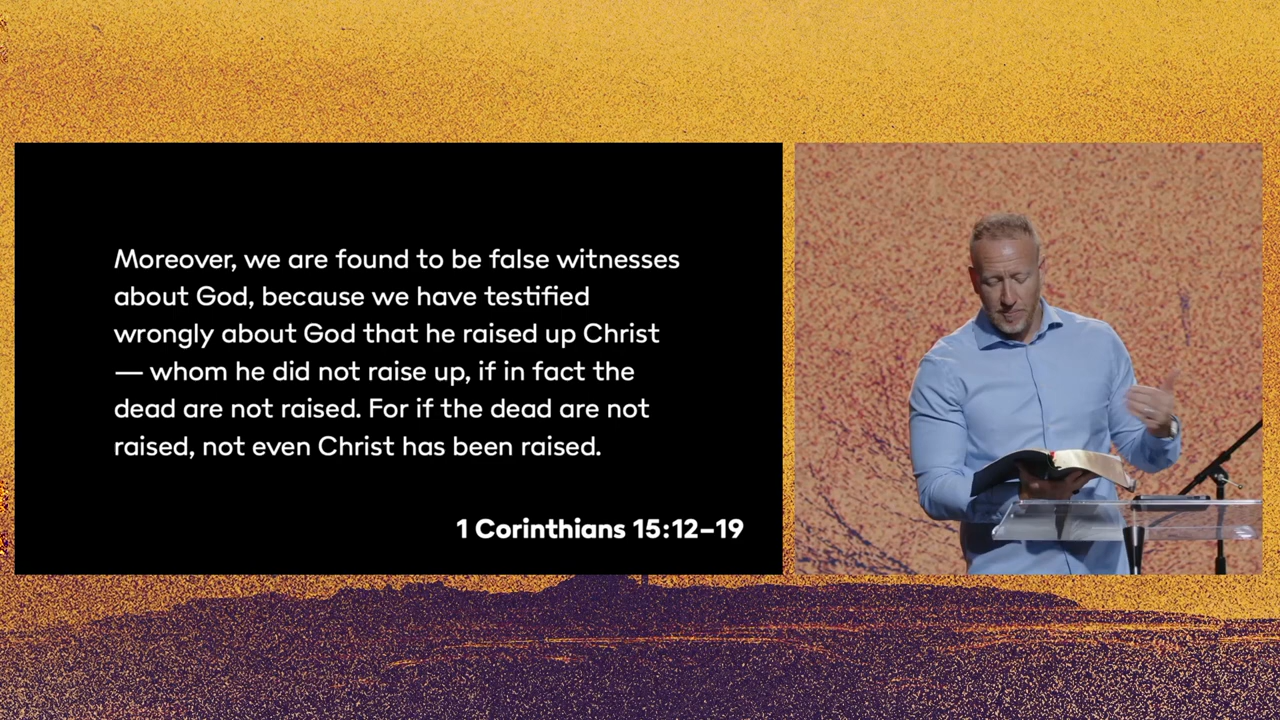 Moreover, we are found to be false witnesses
about God, because we have testified
wrongly about God that he raised up Christ
— whom he did not raise up, if in fact the
dead are not raised. For if the dead are not
raised, not even Christ has been raised.
1 Corinthians 15:12–19